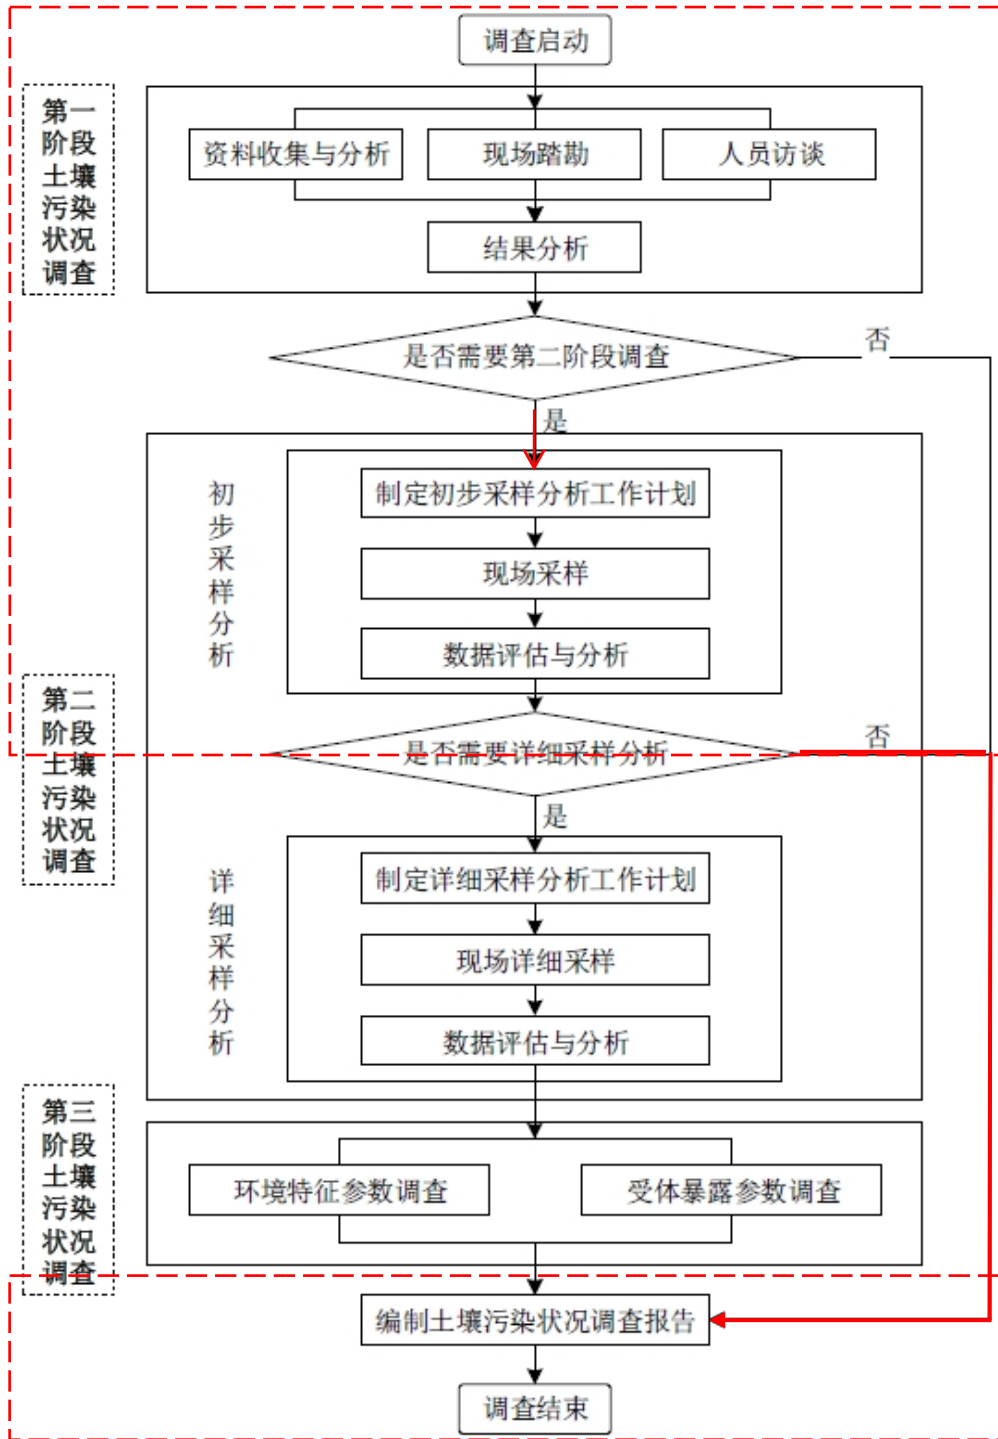 调查启动
第一
阶段
土壤
污染
状况
调查
资料收集与分析
现场踏勘
人员访谈
结果分析
是否需要第二阶段调查
否
是
初
步
采
样
分
析
制定初步采样分析工作计划
现场采样
数据评估与分析
第二
阶段
土壤
污染
状况
调查
是否需要详细采样分析
否
是
详
细
采
样
分
析
制定详细采样分析工作计划
现场详细采样
数据评估与分析
第三
阶段
土壤
污染
状况
调查
环境特征参数调查
受体暴露参数调查
编制土壤污染状况调查报告
调查结束